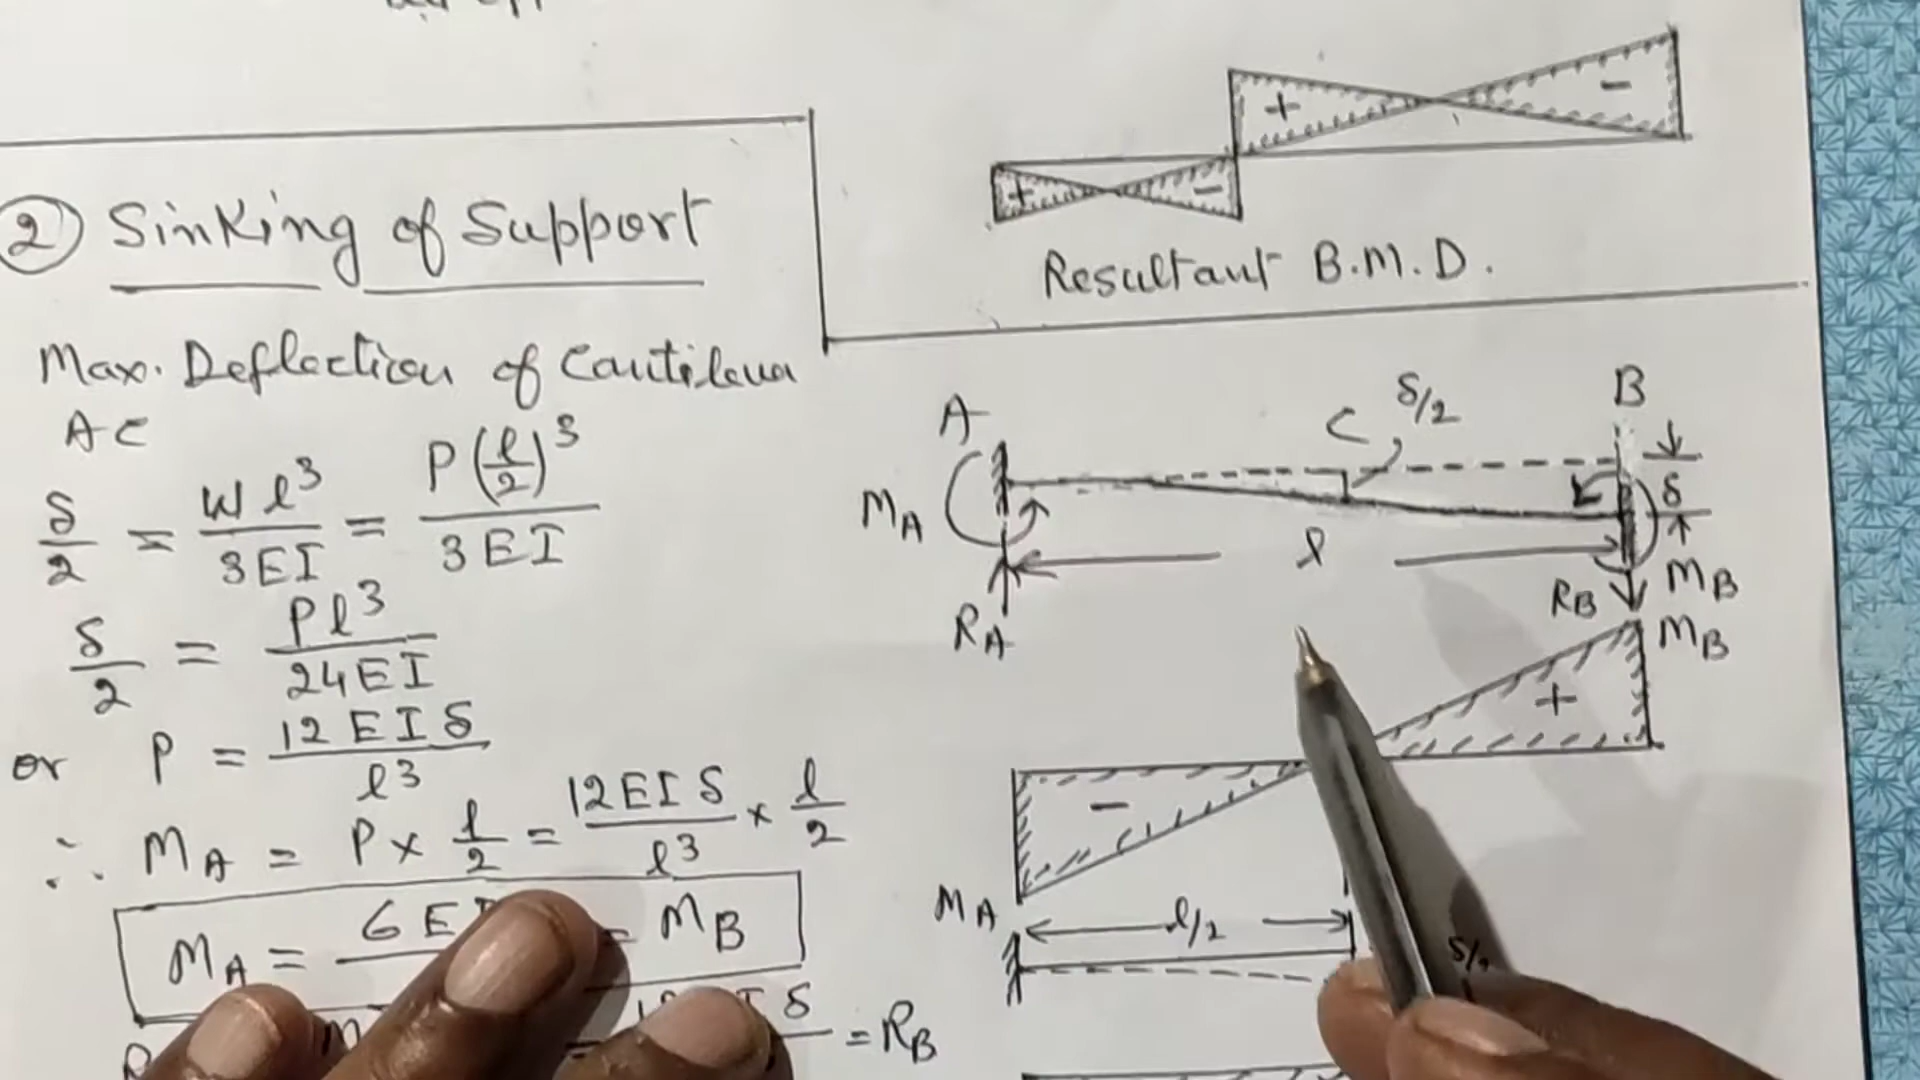 Resultant B.M.D.
② Sinking of Support
Max. Deflection of Cantilever
AC
δ/2 = Wl³/3EI = P(l/2)³/3EI
δ/2 = Pl³/24EI
or P = 12EIδ/l³
∴ MA = P × l/2 = 12EIδ/l³ × l/2
MA = 6E = MB
δ = RB
A C δ/2 B
MA δ
l
RA RB MB
MB
+
-
MA l/2
+ -
+ -